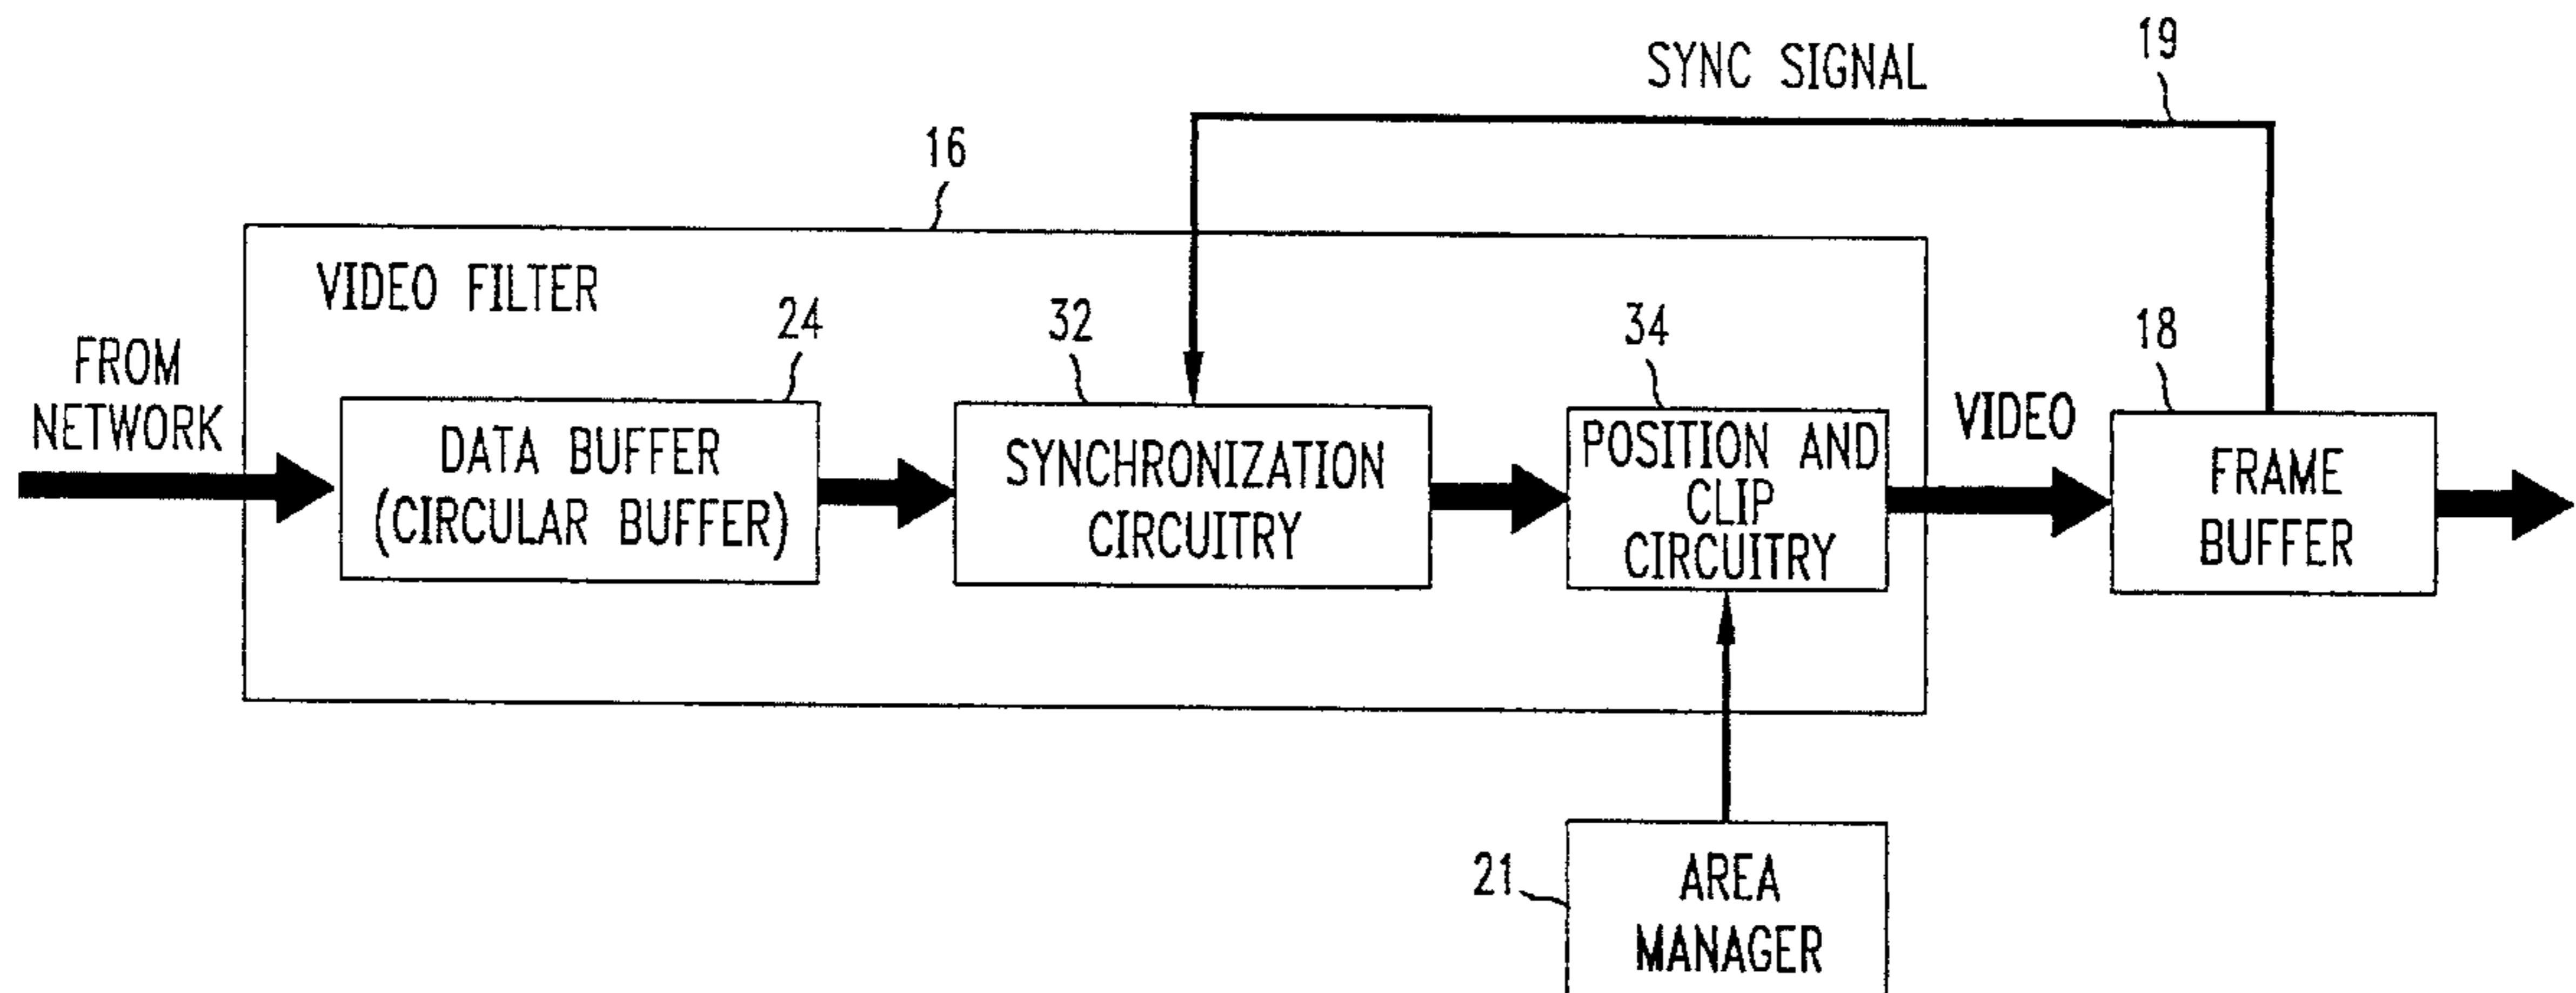 SYNC SIGNAL
19
16
VIDEO FILTER
FROM
NETWORK
24
DATA BUFFER
(CIRCULAR BUFFER)
32
SYNCHRONIZATION
CIRCUITRY
34
POSITION AND
CLIP
CIRCUITRY
VIDEO
18
FRAME
BUFFER
21
AREA
MANAGER